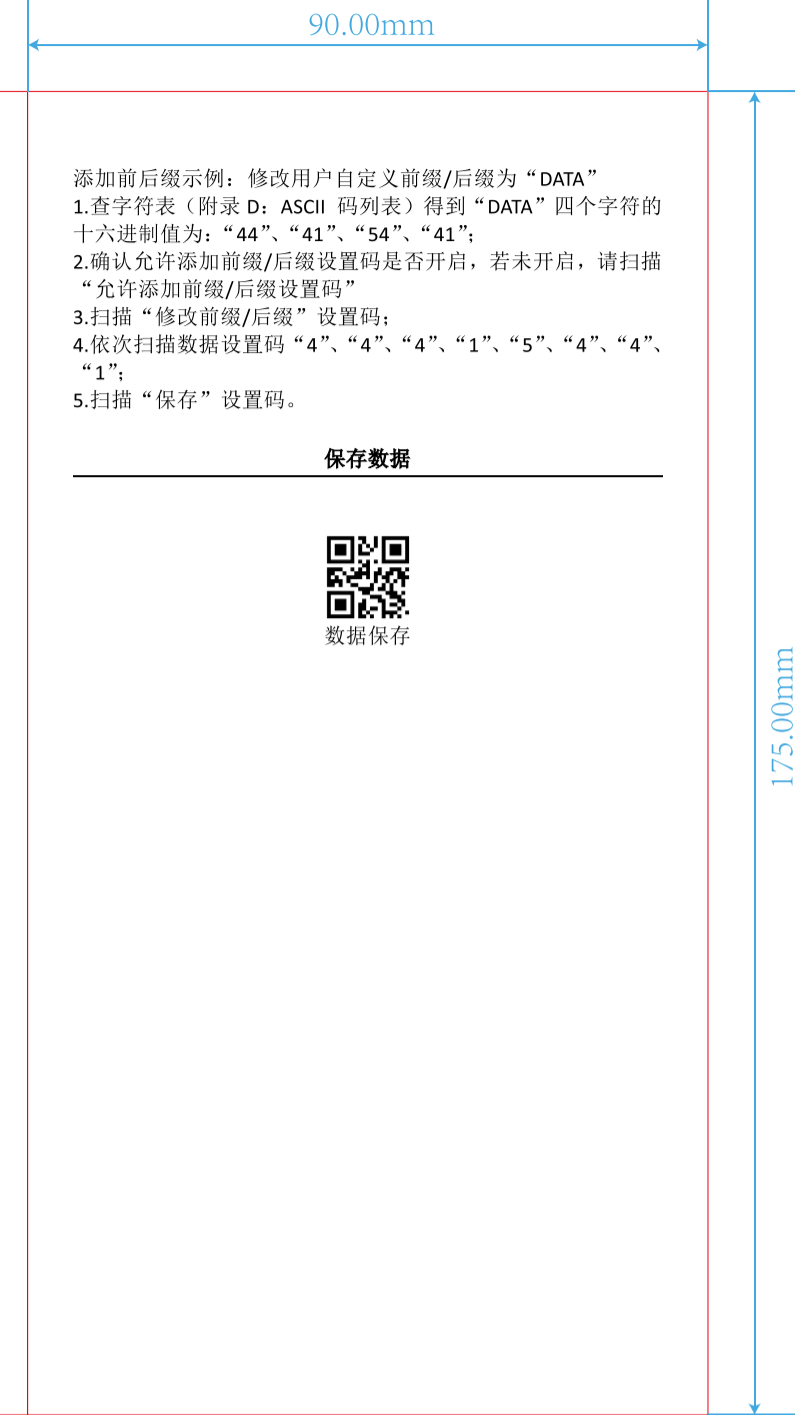 90.00mm
添加前后缀示例：修改用户自定义前缀/后缀为“DATA”
1.查字符表（附录 D：ASCII 码列表）得到“DATA”四个字符的
十六进制值为：“44”、“41”、“54”、“41”；
2.确认允许添加前缀/后缀设置码是否开启，若未开启，请扫描
“允许添加前缀/后缀设置码”
3.扫描“修改前缀/后缀”设置码；
4.依次扫描数据设置码“4”、“4”、“4”、“1”、“5”、“4”、“4”、
“1”；
5.扫描“保存”设置码。
保存数据
数据保存
175.00mm